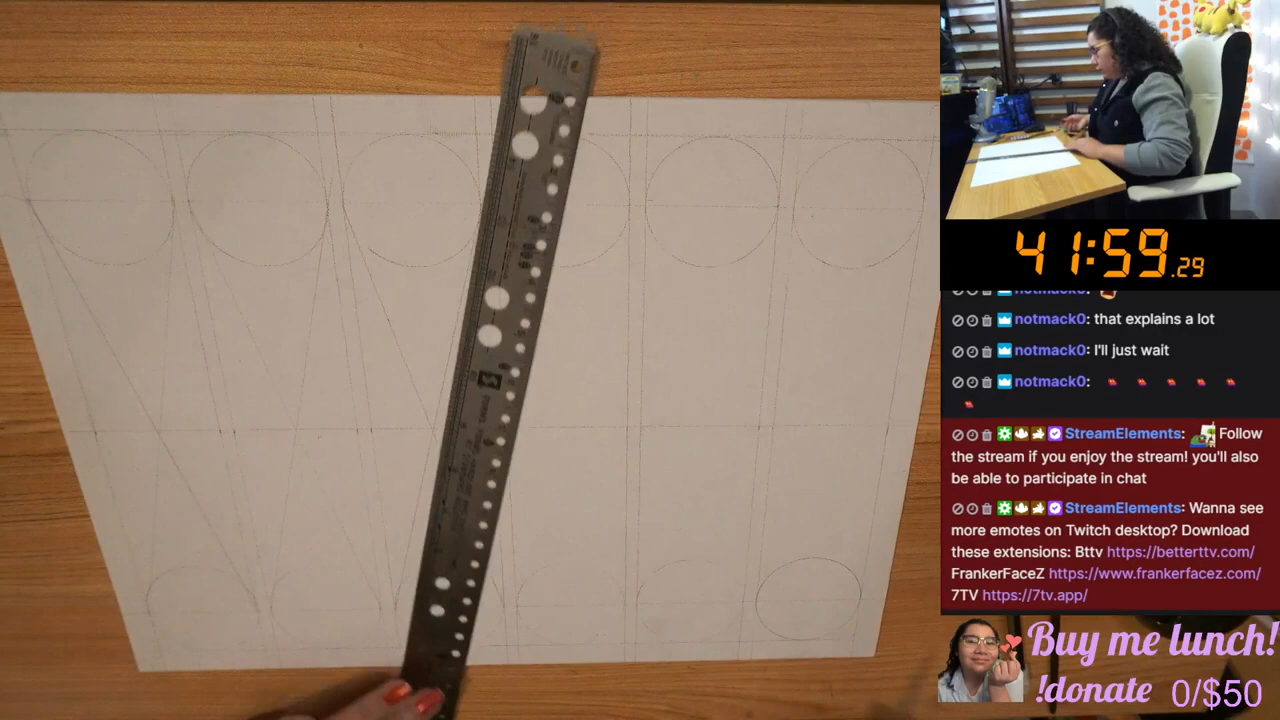 41:59.29
notmack0:
notmack0: that explains a lot
notmack0: I'll just wait
notmack0:
StreamElements: Follow
the stream if you enjoy the stream! you'll also
be able to participate in chat
StreamElements: Wanna see
more emotes on Twitch desktop? Download
these extensions: Bttv https://betterttv.com/
FrankerFaceZ https://www.frankerfacez.com/
7TV https://7tv.app/
Buy me lunch!
!donate 0/$50